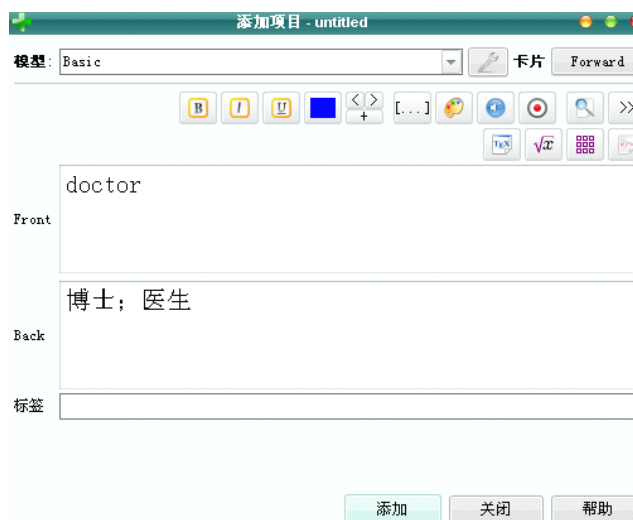 添加项目 - untitled
模型: Basic 卡片 Forward
B I U < > + [...] >>
TEX √x
Front doctor
Back 博士；医生
标签
添加 关闭 帮助